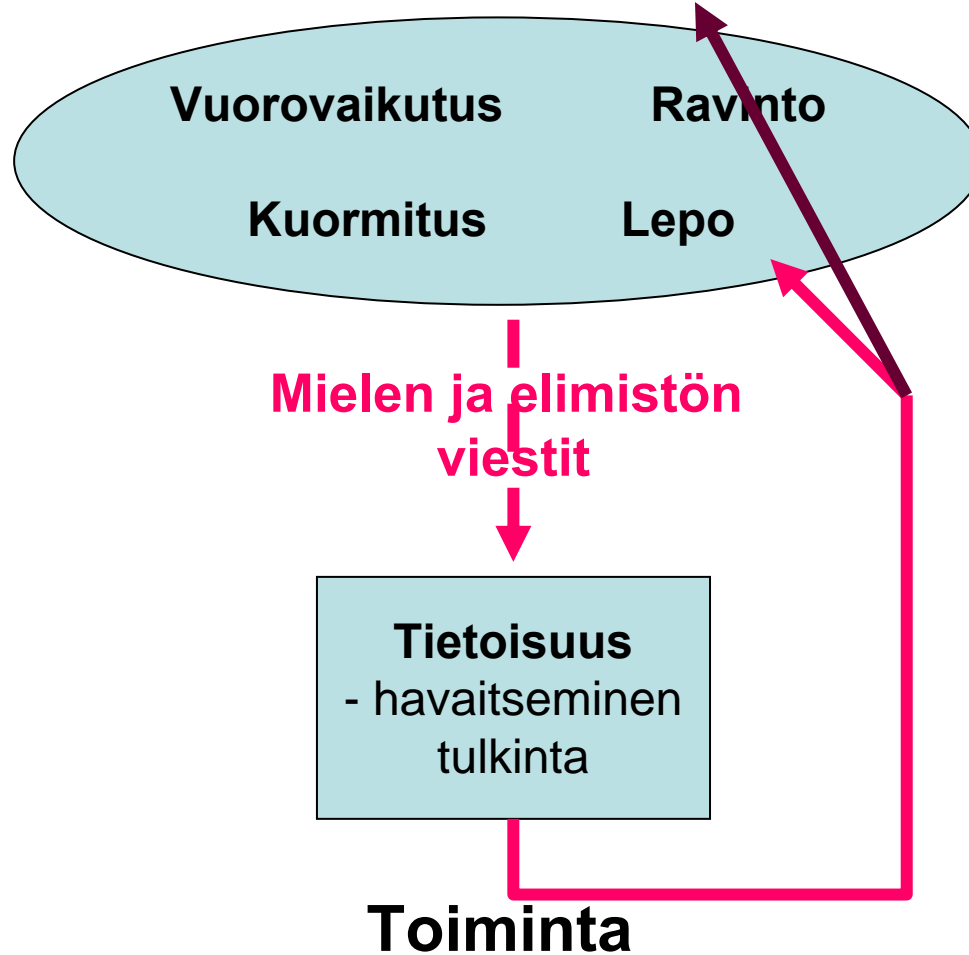 Vuorovaikutus Ravinto
Kuormitus Lepo
Mielen ja elimistön
viestit
Tietoisuus
- havaitseminen
tulkinta
Toiminta